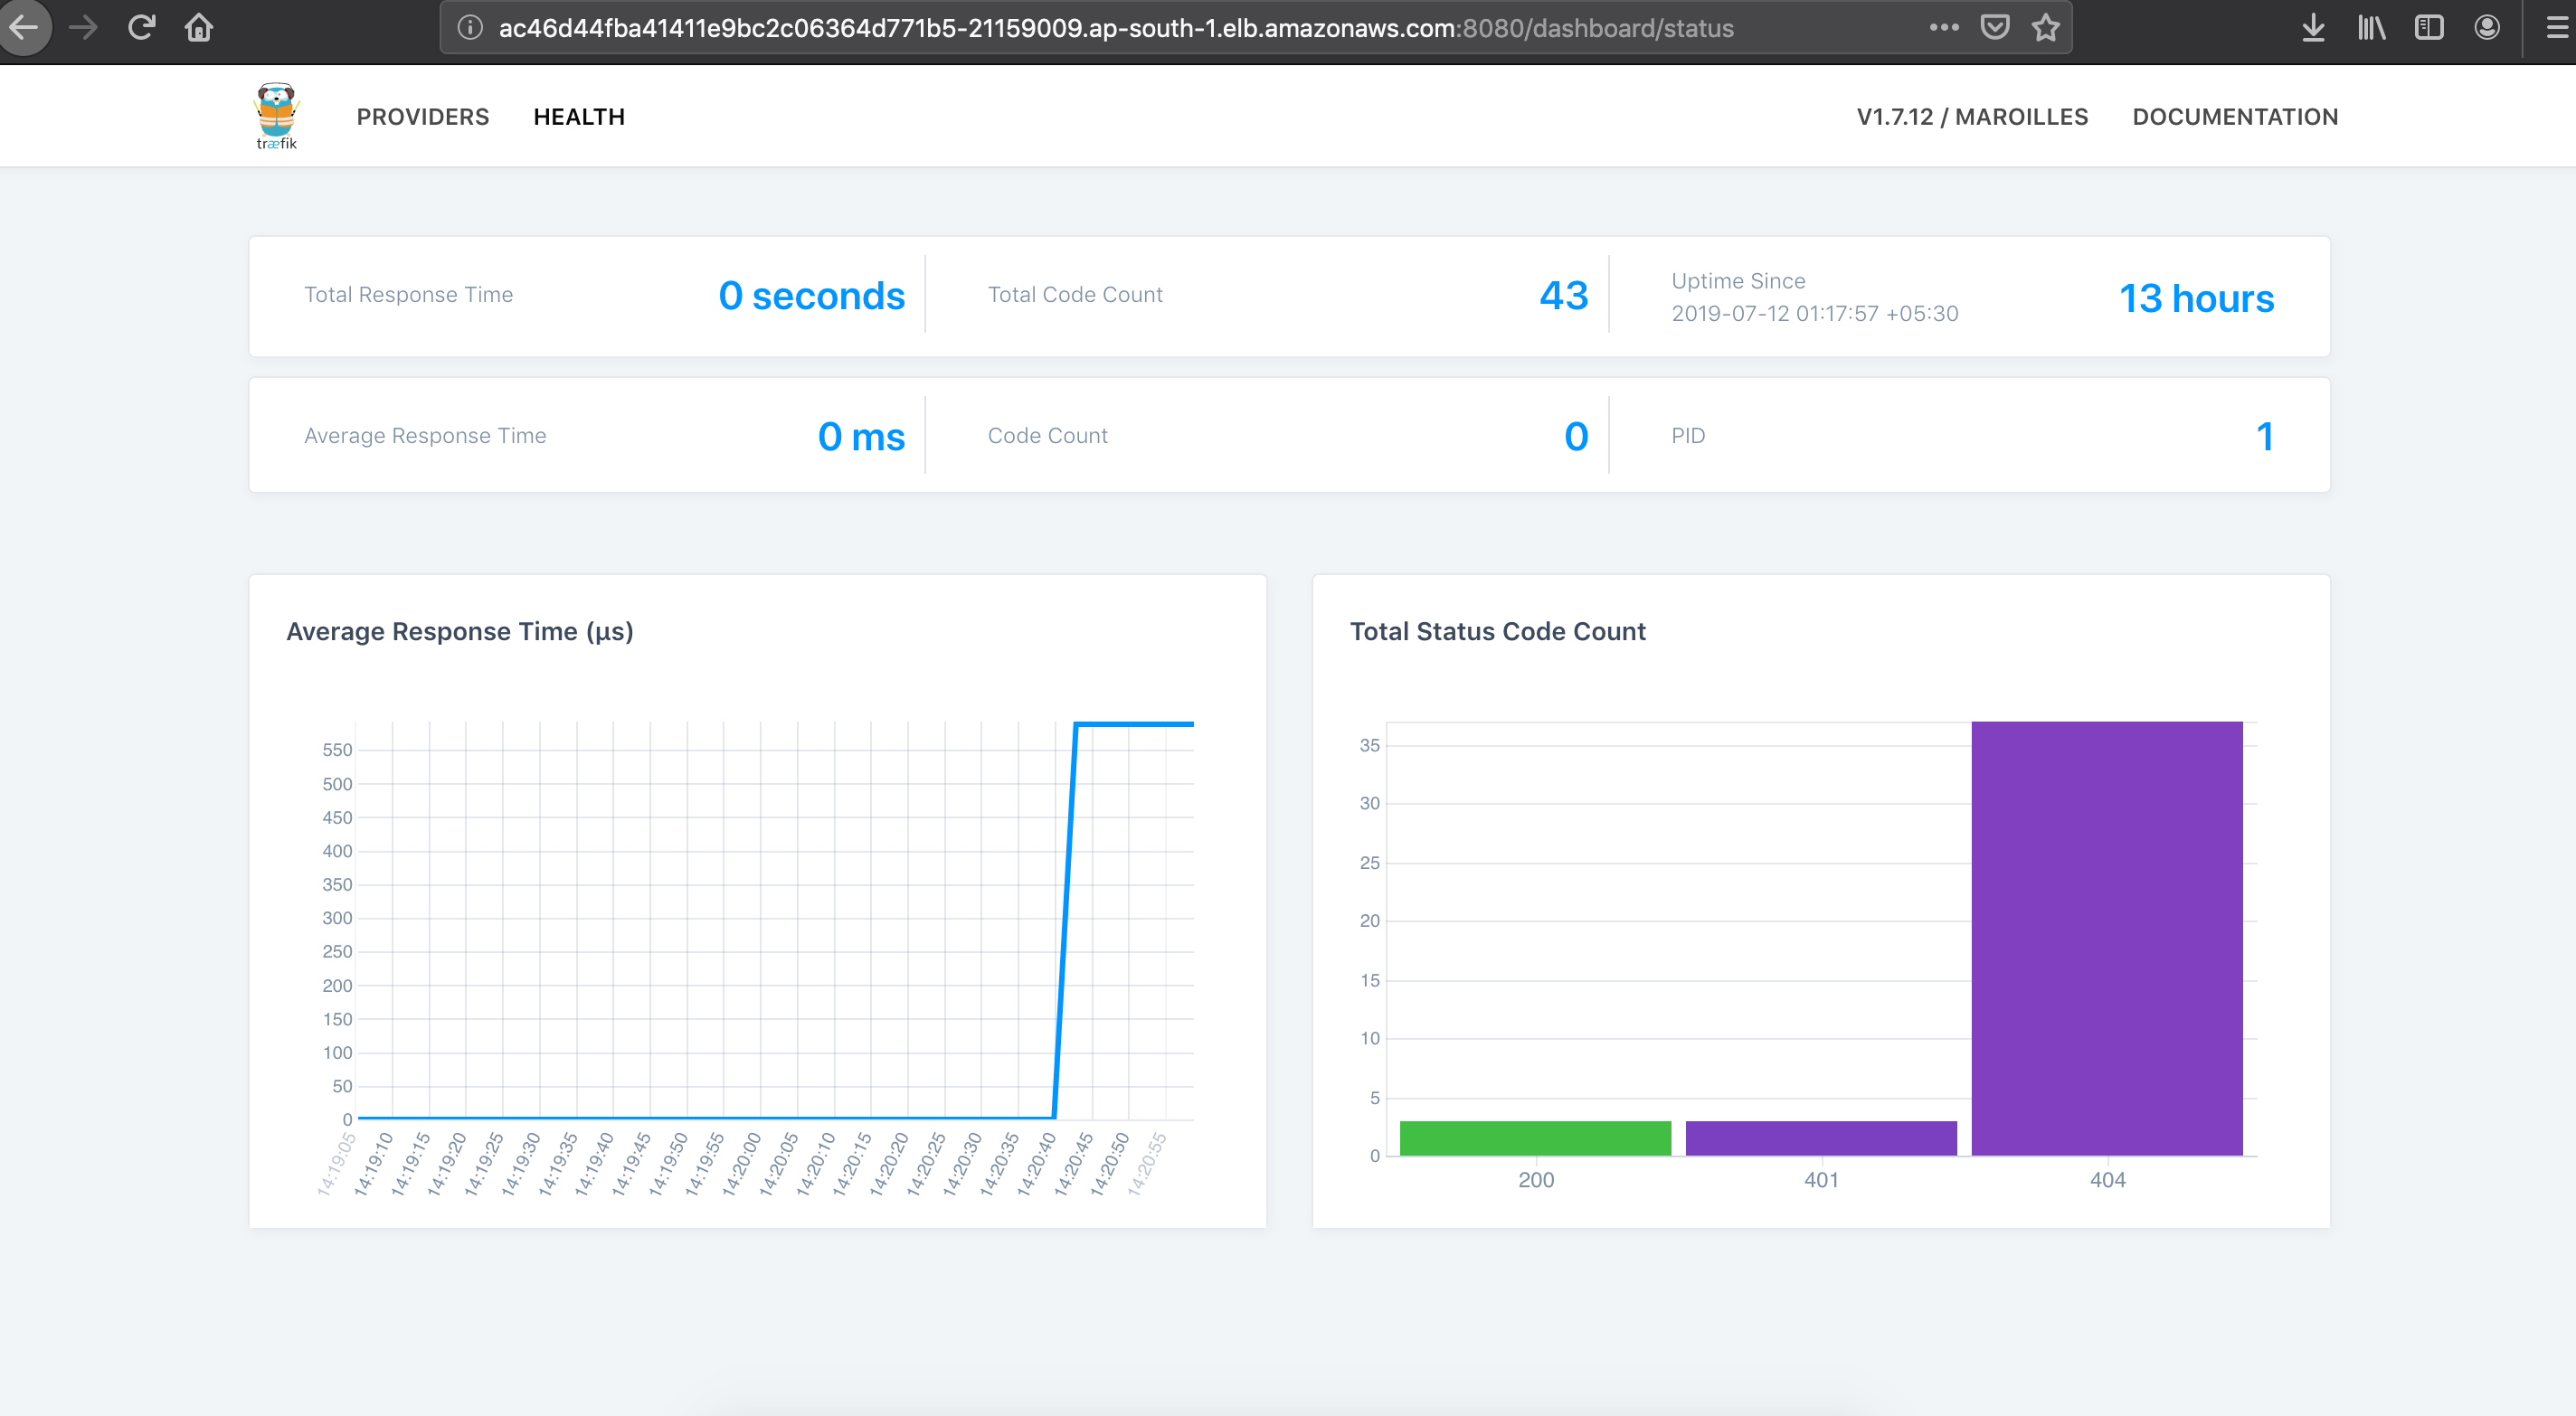 ac46d44fba41411e9bc2c06364d771b5-21159009.ap-south-1.elb.amazonaws.com:8080/dashboard/status
træfik
PROVIDERS
HEALTH
V1.7.12 / MAROILLES
DOCUMENTATION
Total Response Time
0 seconds
Total Code Count
43
Uptime Since
2019-07-12 01:17:57 +05:30
13 hours
Average Response Time
0 ms
Code Count
0
PID
1
Average Response Time (µs)
550
500
450
400
350
300
250
200
150
100
50
0
14:19:05
14:19:10
14:19:15
14:19:20
14:19:25
14:19:30
14:19:35
14:19:40
14:19:45
14:19:50
14:19:55
14:20:00
14:20:05
14:20:10
14:20:15
14:20:20
14:20:25
14:20:30
14:20:35
14:20:40
14:20:45
14:20:50
14:20:55
Total Status Code Count
35
30
25
20
15
10
5
0
200
401
404